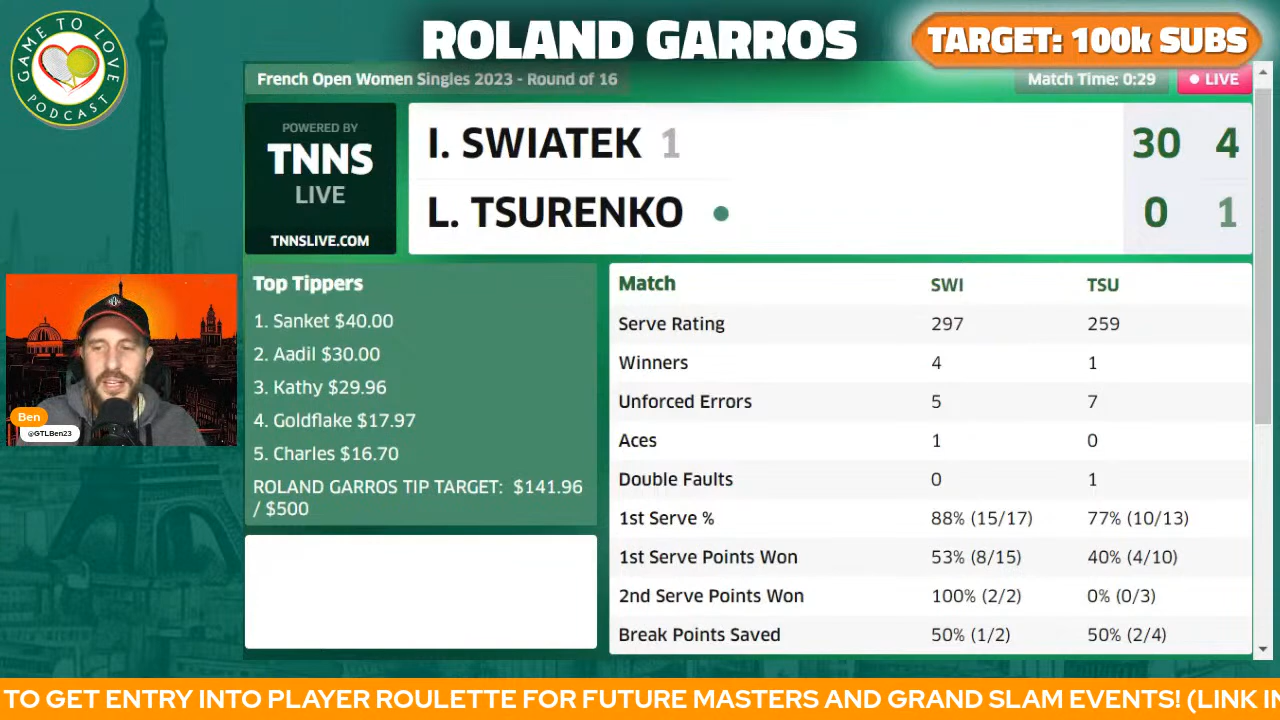 GAME TO LOVE
PODCAST
ROLAND GARROS
TARGET: 100k SUBS
French Open Women Singles 2023 - Round of 16
Match Time: 0:29
LIVE
POWERED BY
TNNS
LIVE
TNNSLIVE.COM
I. SWIATEK 1 30 4
L. TSURENKO 0 1
Top Tippers
1. Sanket $40.00
2. Aadil $30.00
3. Kathy $29.96
4. Goldflake $17.97
5. Charles $16.70
ROLAND GARROS TIP TARGET: $141.96
/ $500
Match SWI TSU
Serve Rating 297 259
Winners 4 1
Unforced Errors 5 7
Aces 1 0
Double Faults 0 1
1st Serve % 88% (15/17) 77% (10/13)
1st Serve Points Won 53% (8/15) 40% (4/10)
2nd Serve Points Won 100% (2/2) 0% (0/3)
Break Points Saved 50% (1/2) 50% (2/4)
Ben
@GTLBen23
TO GET ENTRY INTO PLAYER ROULETTE FOR FUTURE MASTERS AND GRAND SLAM EVENTS! (LINK IN